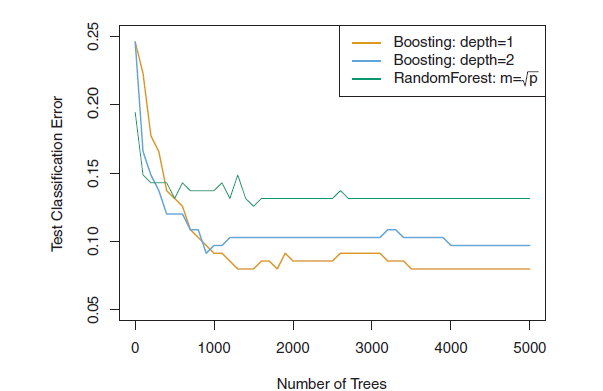 Boosting: depth=1
Boosting: depth=2
RandomForest: m=√p
Test Classification Error
0.25
0.20
0.15
0.10
0.05
0 1000 2000 3000 4000 5000
Number of Trees